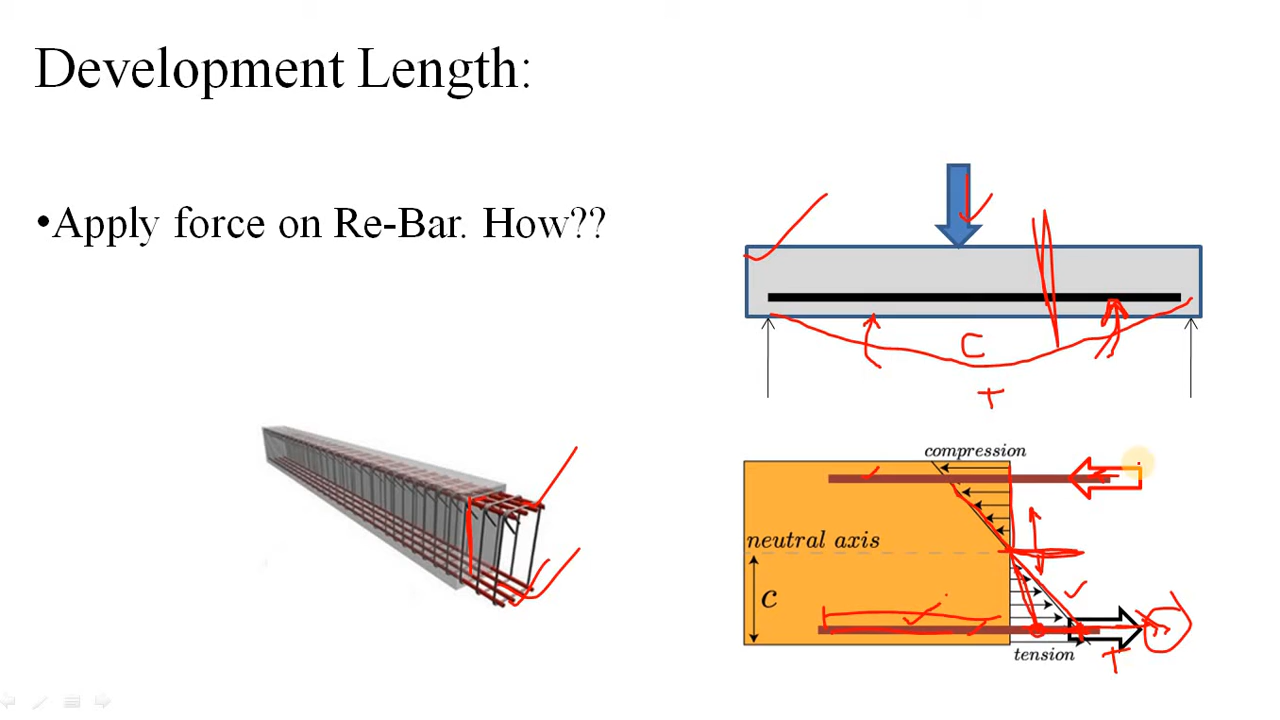 Development Length:
•Apply force on Re-Bar. How??
C
T
compression
neutral axis
c
tension
T